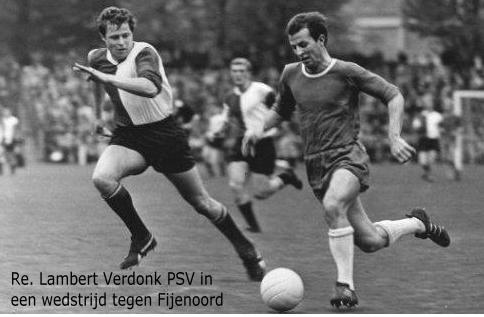 Re. Lambert Verdonk PSV in
een wedstrijd tegen Fijenoord